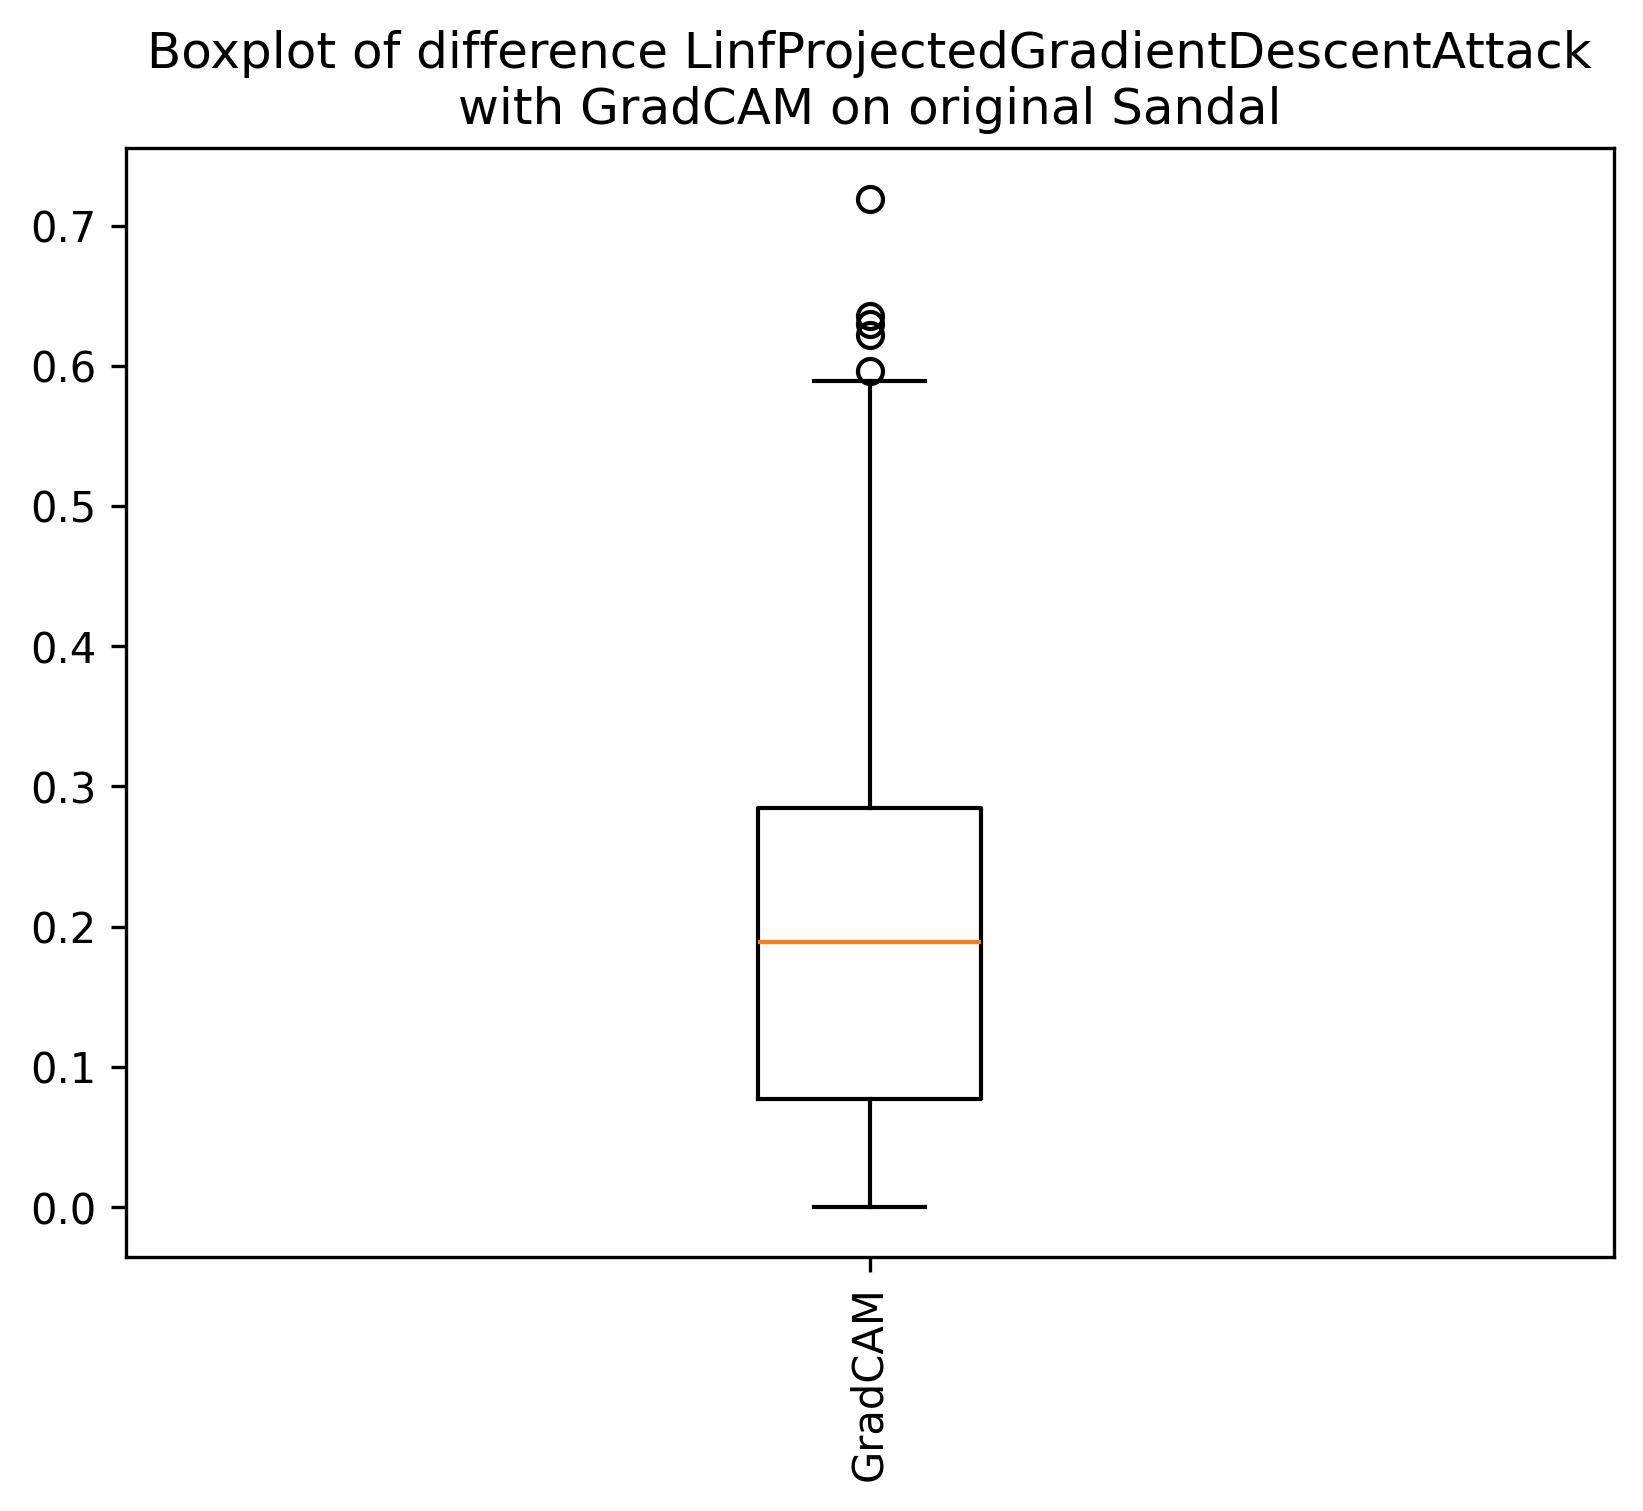 Boxplot of difference LinfProjectedGradientDescentAttack
with GradCAM on original Sandal
0.7
0.6
0.5
0.4
0.3
0.2
0.1
0.0
GradCAM